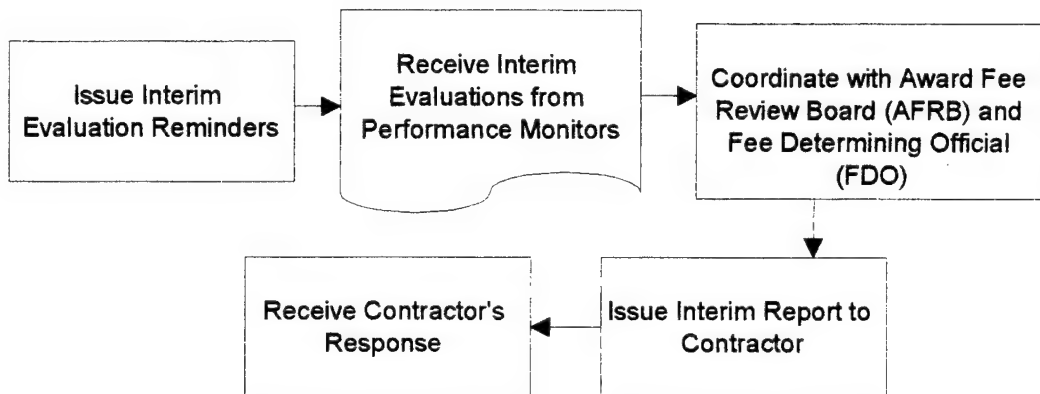 Issue Interim
Evaluation Reminders
Receive Interim
Evaluations from
Performance Monitors
Coordinate with Award Fee
Review Board (AFRB) and
Fee Determining Official
(FDO)
Issue Interim Report to
Contractor
Receive Contractor's
Response